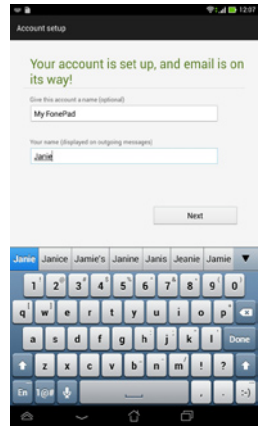 12:07
Account setup
Your account is set up, and email is on
its way!
Give this account a name (optional)
My FonePad
Your name (displayed on outgoing messages)
Janie
Next
Janie Janice Jamie's Janine Janis Jeanie Jamie
1 2 3 4 5 6 7 8 9 0
q w e r t y u i o p
a s d f g h j k l Done
z x c v b n m ! ?
En 1@# , . :-)